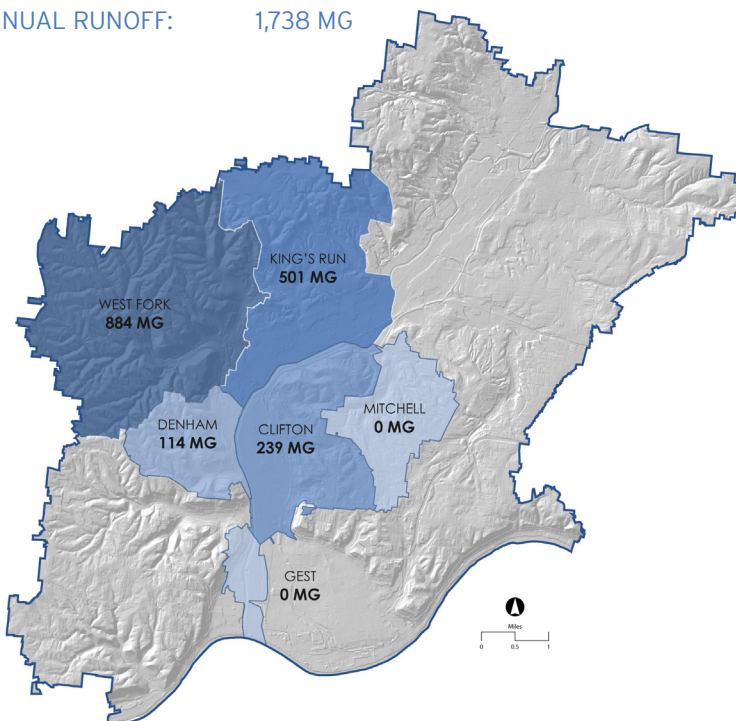 NUAL RUNOFF: 1,738 MG
KING'S RUN
501 MG
WEST FORK
884 MG
DENHAM
114 MG
CLIFTON
239 MG
MITCHELL
0 MG
GEST
0 MG
Miles
0 0.5 1